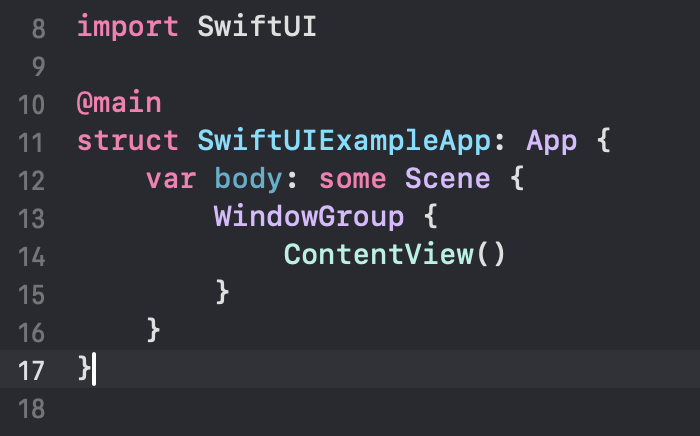 8 import SwiftUI
9
10 @main
11 struct SwiftUIExampleApp: App {
12     var body: some Scene {
13         WindowGroup {
14             ContentView()
15         }
16     }
17 }
18